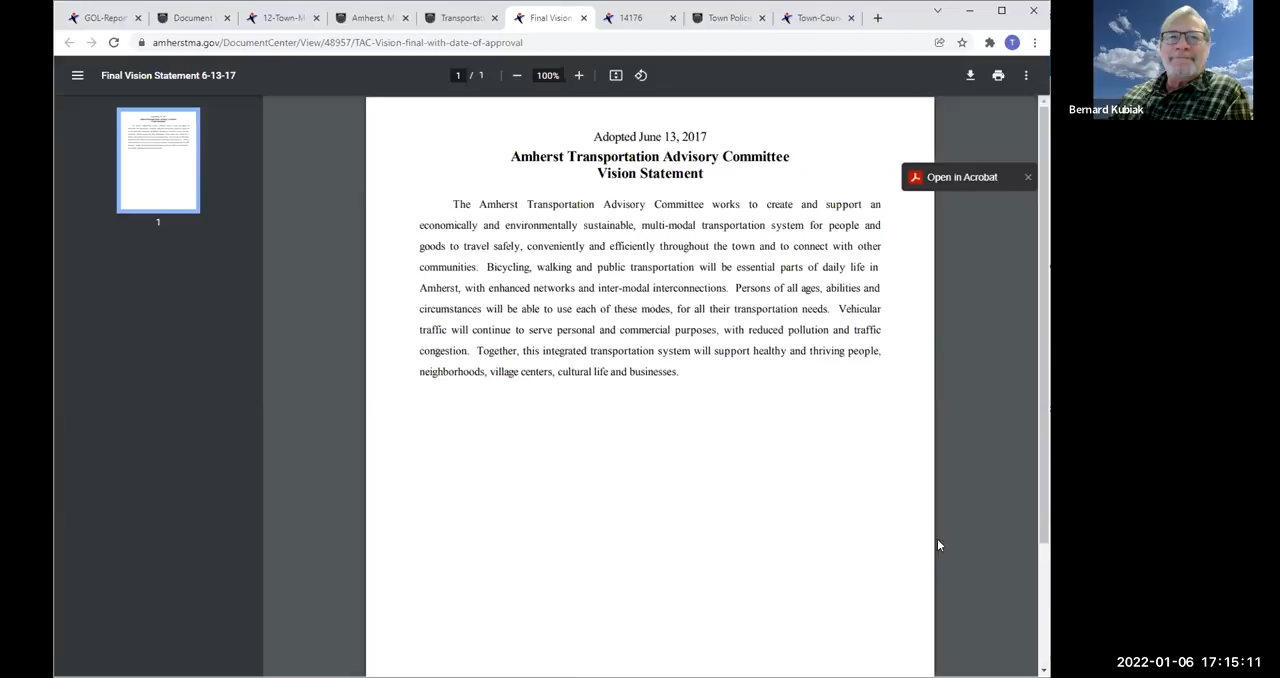 GOL-Repor
Document
12-Town-M
Amherst, M
Transportat
Final Vision
14176
Town Police
Town-Coun
amherstma.gov/DocumentCenter/View/48957/TAC-Vision-final-with-date-of-approval
T
Final Vision Statement 6-13-17
1 / 1
100%
Bernard Kubiak
Open in Acrobat
1
Adopted June 13, 2017
Amherst Transportation Advisory Committee
Vision Statement
The Amherst Transportation Advisory Committee works to create and support an
economically and environmentally sustainable, multi-modal transportation system for people and
goods to travel safely, conveniently and efficiently throughout the town and to connect with other
communities. Bicycling, walking and public transportation will be essential parts of daily life in
Amherst, with enhanced networks and inter-modal interconnections. Persons of all ages, abilities and
circumstances will be able to use each of these modes, for all their transportation needs. Vehicular
traffic will continue to serve personal and commercial purposes, with reduced pollution and traffic
congestion. Together, this integrated transportation system will support healthy and thriving people,
neighborhoods, village centers, cultural life and businesses.
2022-01-06 17:15:11